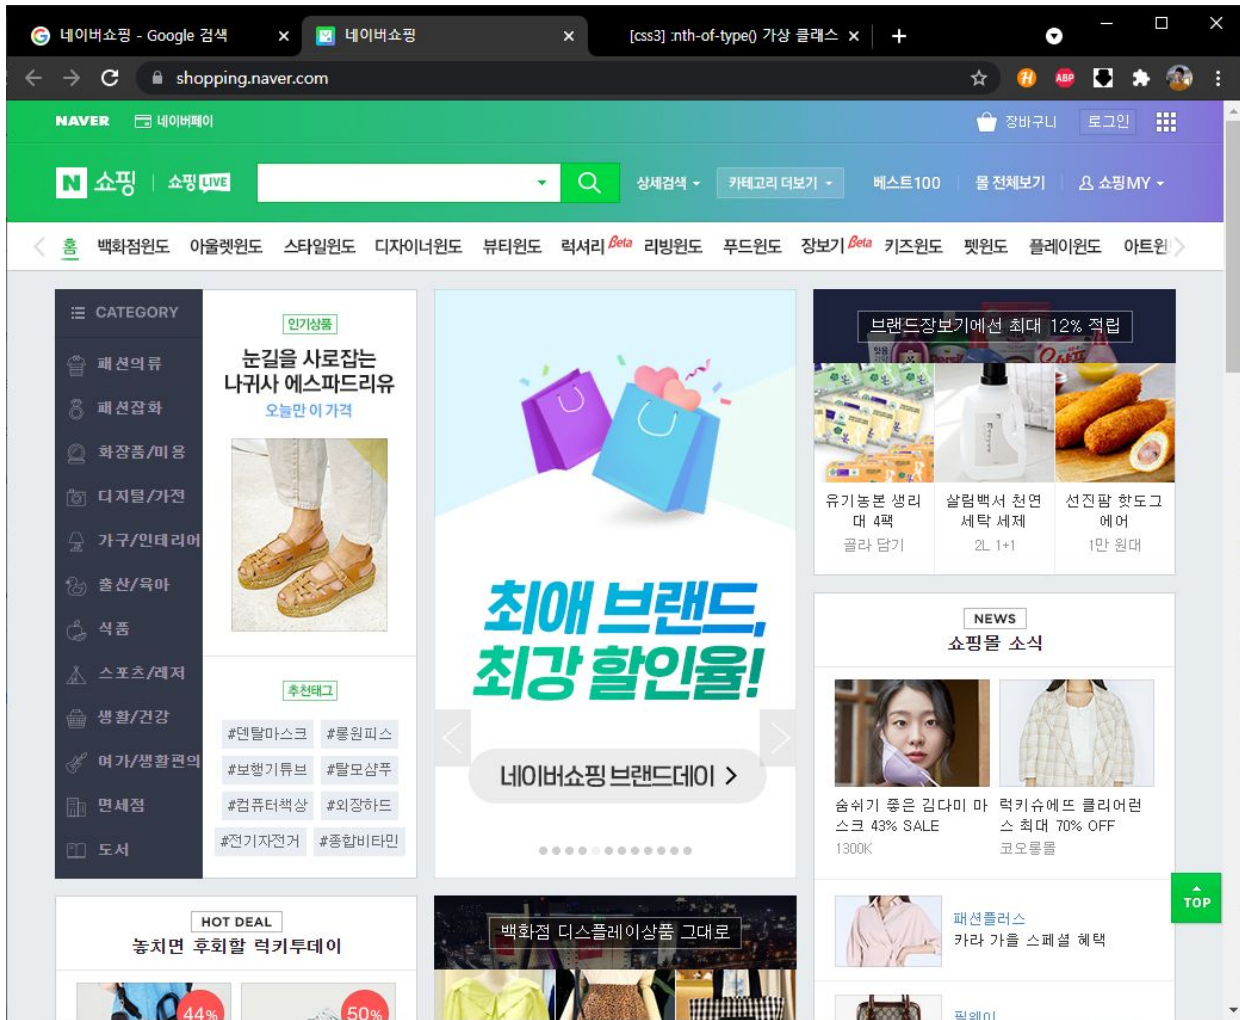 네이버쇼핑 - Google 검색
네이버쇼핑
[css3] :nth-of-type() 가상 클래스
shopping.naver.com
ABP
NAVER 네이버페이
장바구니 로그인
N 쇼핑 쇼핑 LIVE
상세검색 카테고리 더보기 베스트100 몰 전체보기 쇼핑MY
홈 백화점윈도 아울렛윈도 스타일윈도 디자이너윈도 뷰티윈도 럭셔리 Beta 리빙윈도 푸드윈도 장보기 Beta 키즈윈도 펫윈도 플레이윈도
CATEGORY
패션의류
패션잡화
화장품/미용
디지털/가전
가구/인테리어
출산/육아
식품
스포츠/레저
생활/건강
여가/생활편의
면세점
도서
인기상품
눈길을 사로잡는
나귀사 에스파드리유
오늘만 이 가격
추천태그
#덴탈마스크 #롱원피스
#보행기튜브 #탈모샴푸
#컴퓨터책상 #외장하드
#전기자전거 #종합비타민
최애 브랜드,
최강 할인율!
네이버쇼핑 브랜드데이 >
브랜드장보기에선 최대 12% 적립
유기농본 생리
대 4팩
골라 담기
살림백서 천연
세탁 세제
2L 1+1
선진팜 핫도그
에어
1만 원대
NEWS
쇼핑몰 소식
숨쉬기 좋은 김다미 마
스크 43% SALE
1300K
럭키슈에뜨 클리어런
스 최대 70% OFF
코오롱몰
패션플러스
카라 가을 스페셜 혜택
필웨이
TOP
HOT DEAL
놓치면 후회할 럭키투데이
44%
50%
백화점 디스플레이상품 그대로